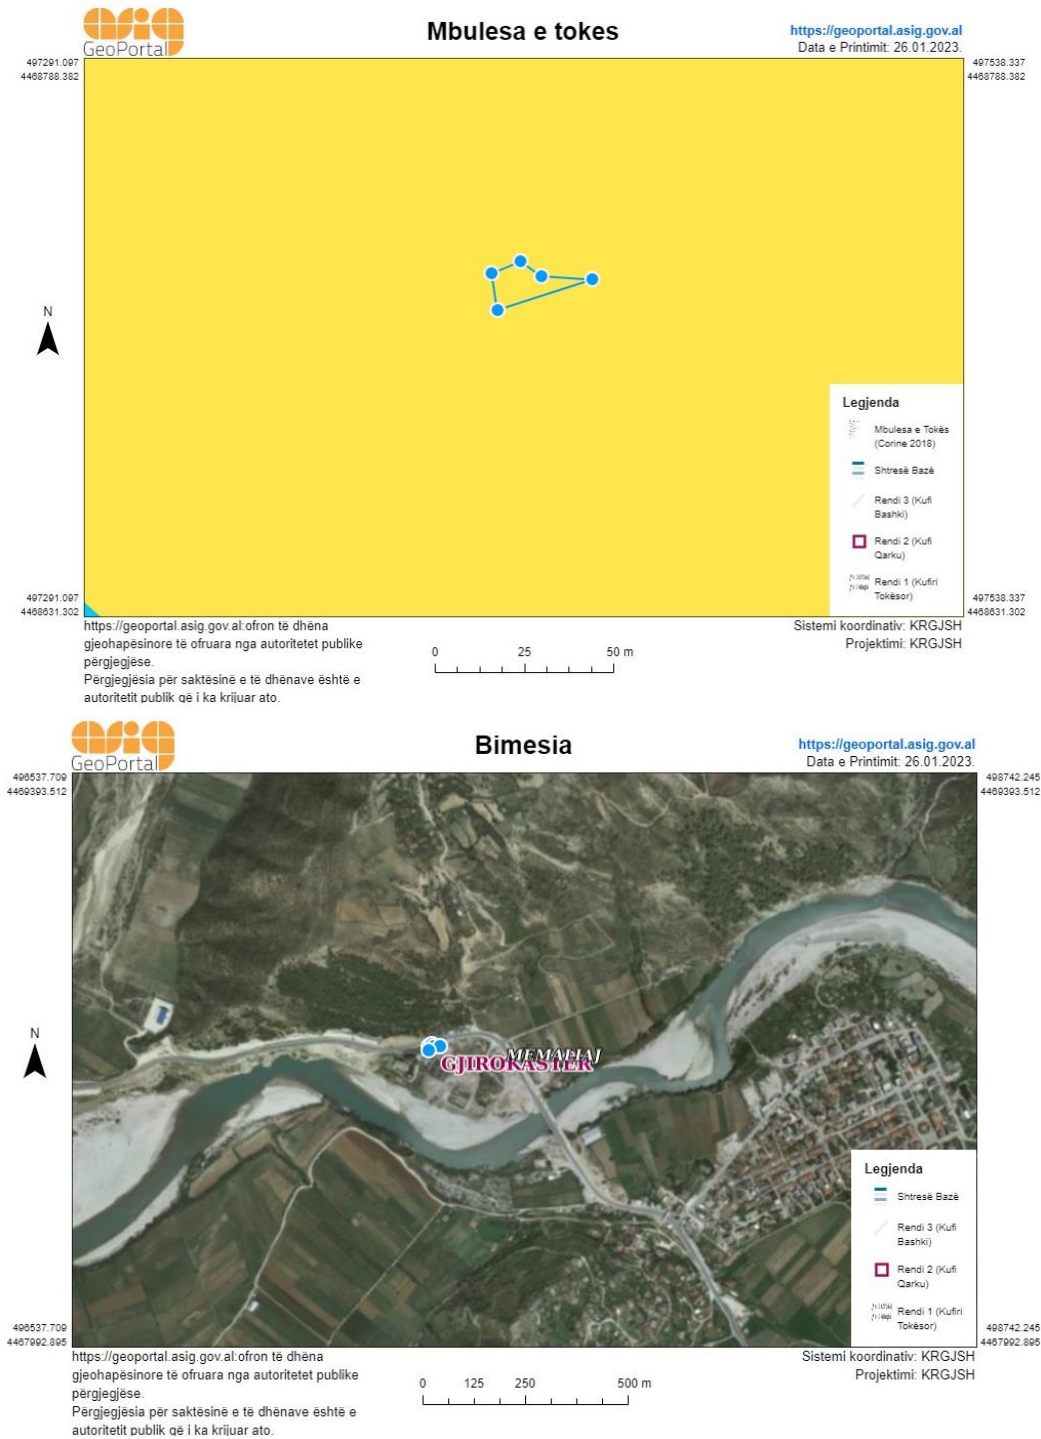 asig
GeoPortal
Mbulesa e tokes
https://geoportal.asig.gov.al
Data e Printimit: 26.01.2023.
497291.097
4468788.382
497538.337
4468788.382
N
Legjenda
Mbulesa e Tokës
(Corine 2018)
Shtresë Bazë
Rendi 3 (Kufi
Bashki)
Rendi 2 (Kufi
Qarku)
Rendi 1 (Kufiri
Tokësor)
497291.097
4468631.302
497538.337
4468631.302
https://geoportal.asig.gov.al:ofron të dhëna
gjeohapësinore të ofruara nga autoritetet publike
përgjegjëse.
Përgjegjësia për saktësinë e të dhënave është e
autoritetit publik që i ka krijuar ato.
0 25 50 m
Sistemi koordinativ: KRGJSH
Projektimi: KRGJSH
asig
GeoPortal
Bimesia
https://geoportal.asig.gov.al
Data e Printimit: 26.01.2023.
496537.709
4469393.512
498742.245
4469393.512
N
MEMALIAJ
GJIROKASTËR
Legjenda
Shtresë Bazë
Rendi 3 (Kufi
Bashki)
Rendi 2 (Kufi
Qarku)
Rendi 1 (Kufiri
Tokësor)
496537.709
4467992.895
498742.245
4467992.895
https://geoportal.asig.gov.al:ofron të dhëna
gjeohapësinore të ofruara nga autoritetet publike
përgjegjëse.
Përgjegjësia për saktësinë e të dhënave është e
autoritetit publik që i ka krijuar ato.
0 125 250 500 m
Sistemi koordinativ: KRGJSH
Projektimi: KRGJSH